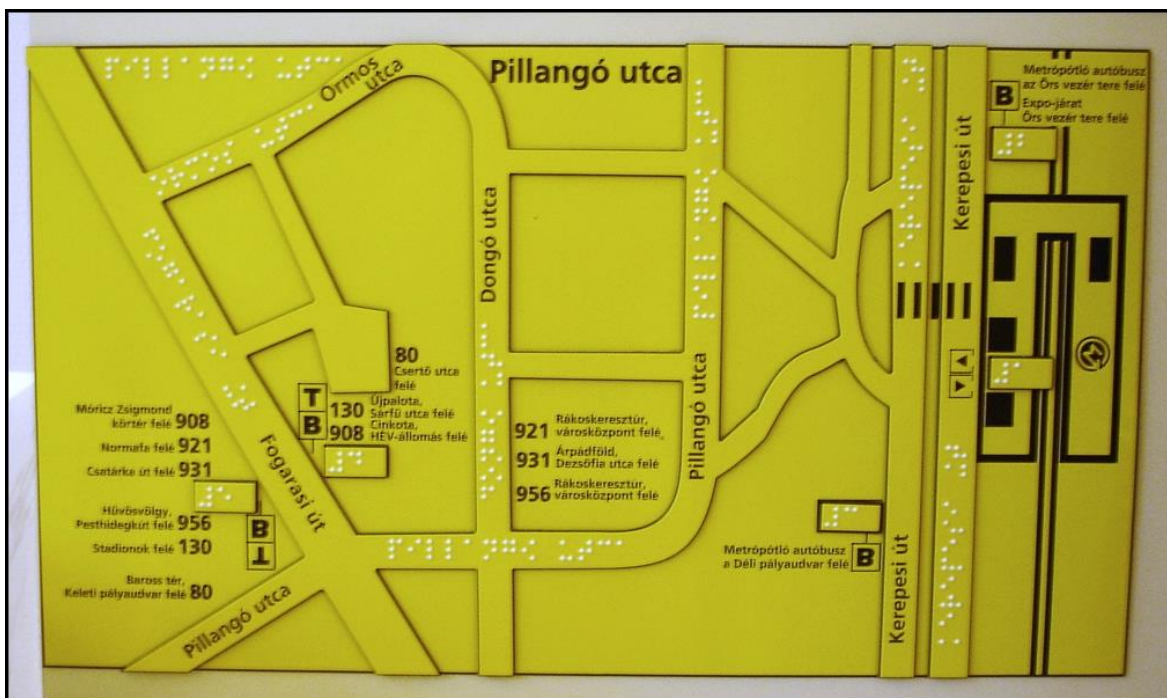 Pillangó utca
Ormos
utca
Metrópótló autóbusz
az Örs vezér tere felé
B
Expo-járat
Örs vezér tere felé
Kerepesi út
Dongó utca
80
Csertő utca
felé
T
B
130 Újpalota,
Sárfű utca felé
908 Cinkota,
HÉV-állomás felé
Móricz Zsigmond
körtér felé 908
Normafa felé 921
Csatárka út felé 931
Hűvösvölgy,
Pesthidegkút felé 956
Stadionok felé 130
Baross tér,
Keleti pályaudvar felé 80
B
T
Fogarasi út
Pillangó utca
921 Rákoskeresztúr,
városközpont felé
931 Árpádföld,
Dezsőfia utca felé
956 Rákoskeresztúr,
városközpont felé
Pillangó utca
Metrópótló autóbusz
a Déli pályaudvar felé
B
Kerepesi út
M